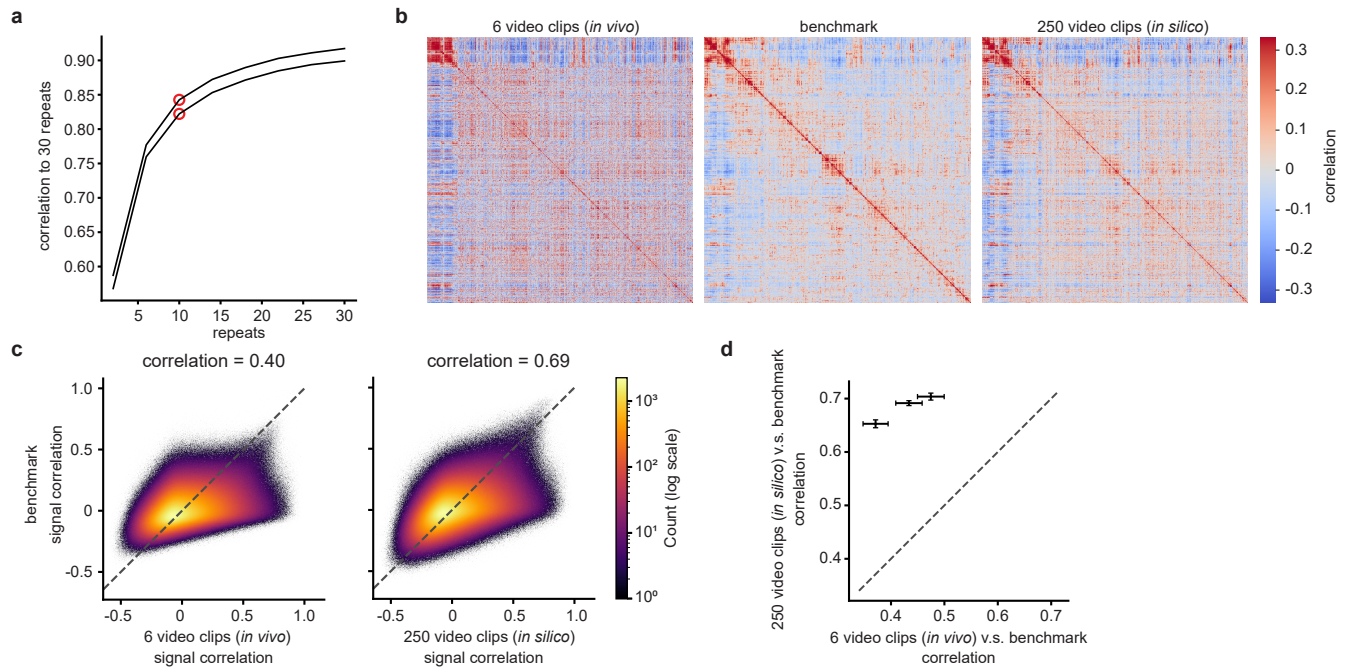 a
correlation to 30 repeats
0.90
0.85
0.80
0.75
0.70
0.65
0.60
5
10
15
20
25
30
repeats
b
6 video clips (in vivo)
benchmark
250 video clips (in silico)
0.3
0.2
0.1
0
-0.1
-0.2
-0.3
correlation
c
correlation = 0.40
benchmark
signal correlation
1.0
0.5
0
-0.5
-0.5
0
0.5
1.0
6 video clips (in vivo)
signal correlation
correlation = 0.69
-0.5
0
0.5
1.0
250 video clips (in silico)
signal correlation
10³
10²
10¹
10⁰
Count (log scale)
d
250 video clips (in silico) v.s. benchmark
correlation
0.7
0.6
0.5
0.4
0.4
0.5
0.6
0.7
6 video clips (in vivo) v.s. benchmark
correlation